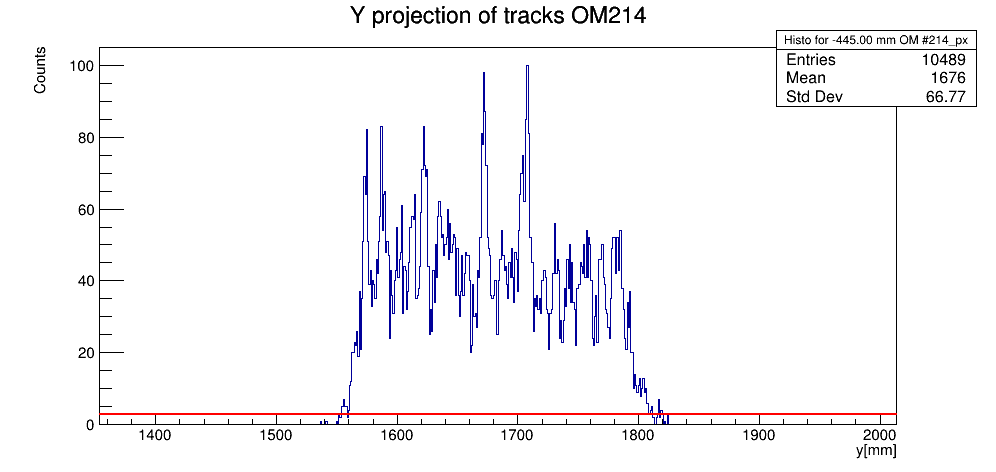 Y projection of tracks OM214
Histo for -445.00 mm OM #214_px
Entries 10489
Mean 1676
Std Dev 66.77
Counts
100
80
60
40
20
0
1400 1500 1600 1700 1800 1900 2000
y[mm]